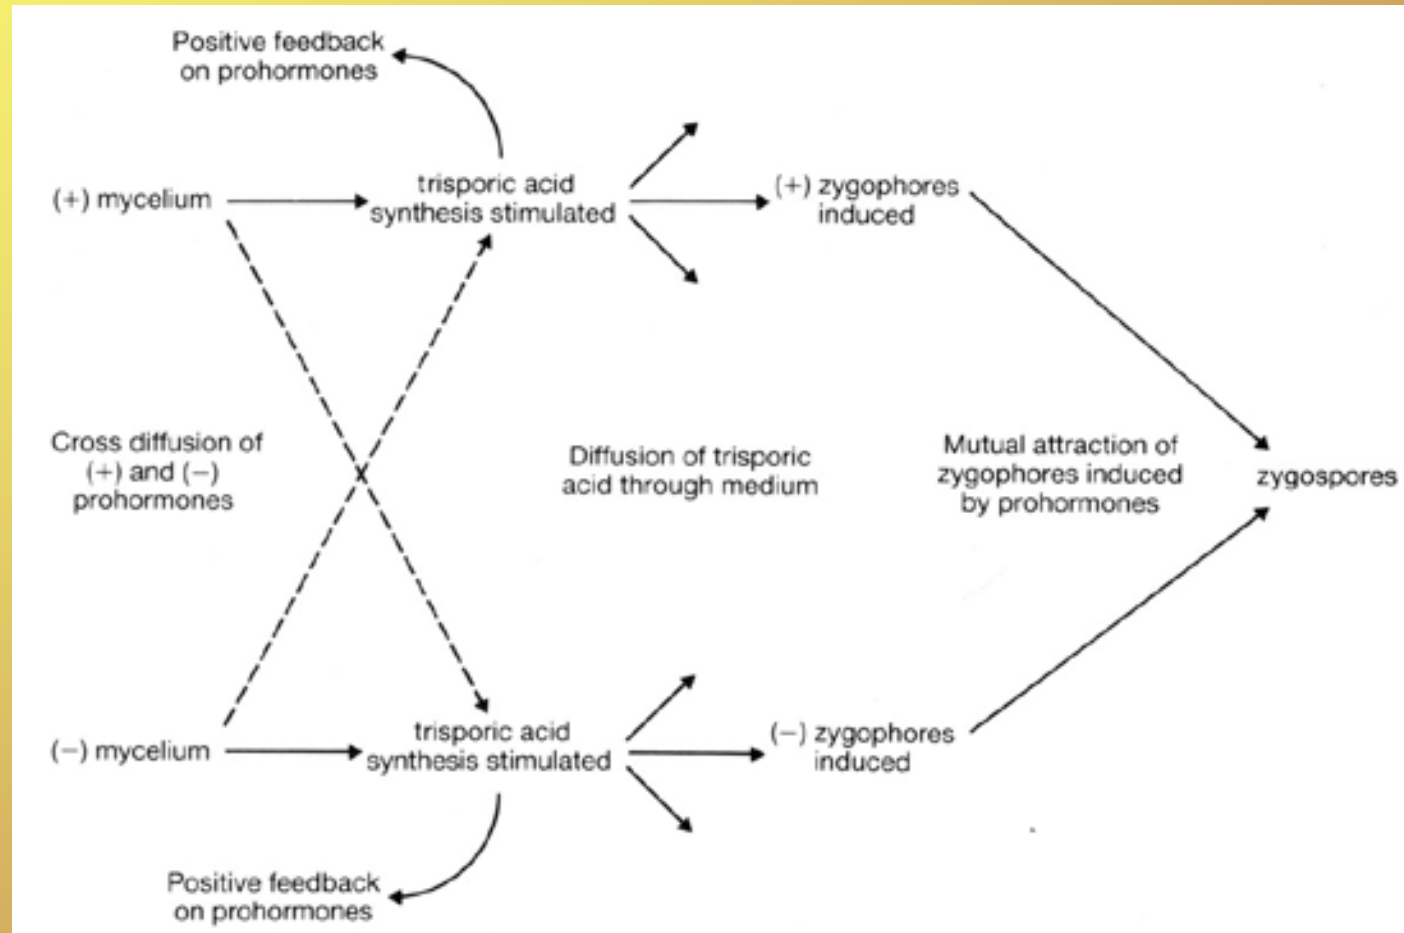 Positive feedback
on prohormones
(+) mycelium
trisporic acid
synthesis stimulated
(+) zygophores
induced
Cross diffusion of
(+) and (−)
prohormones
Diffusion of trisporic
acid through medium
Mutual attraction of
zygophores induced
by prohormones
zygospores
(−) mycelium
trisporic acid
synthesis stimulated
(−) zygophores
induced
Positive feedback
on prohormones